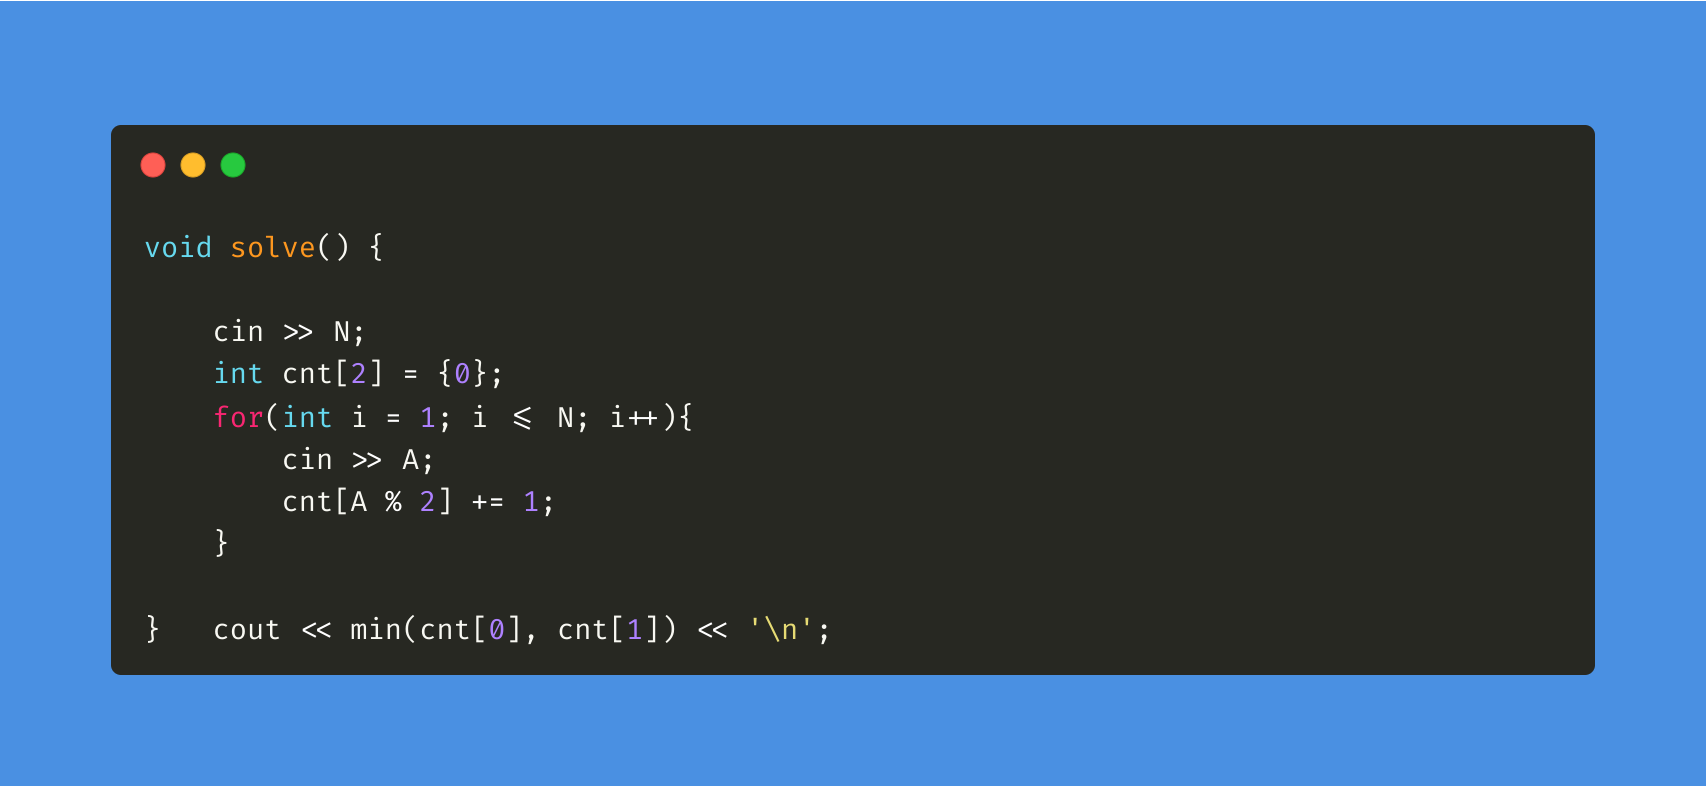 void solve() {
cin >> N;
int cnt[2] = {0};
for(int i = 1; i <= N; i++){
cin >> A;
cnt[A % 2] += 1;
}
} cout << min(cnt[0], cnt[1]) << '\n';